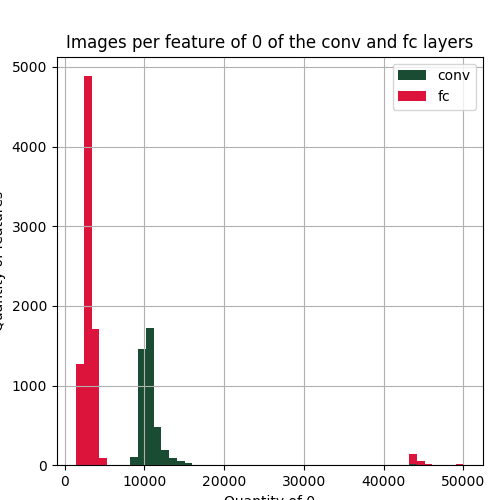 Images per feature of 0 of the conv and fc layers
conv
fc
5000
4000
3000
2000
1000
0
Quantity of features
0
10000
20000
30000
40000
50000
Quantity of 0